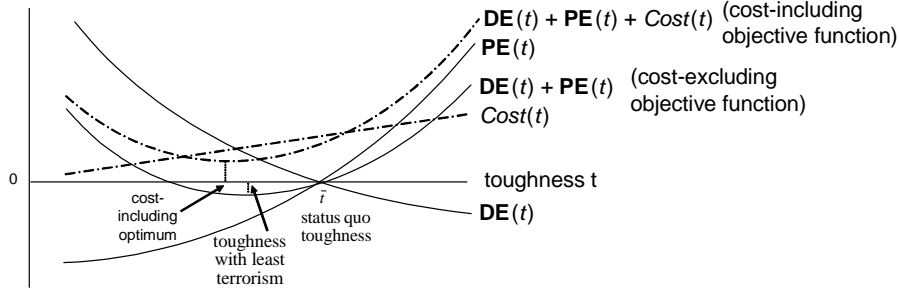 DE(t) + PE(t) + Cost(t) (cost-including
objective function)
PE(t)
DE(t) + PE(t) (cost-excluding
objective function)
Cost(t)
0
toughness t
t̄
cost-
including
optimum
status quo
toughness
DE(t)
toughness
with least
terrorism